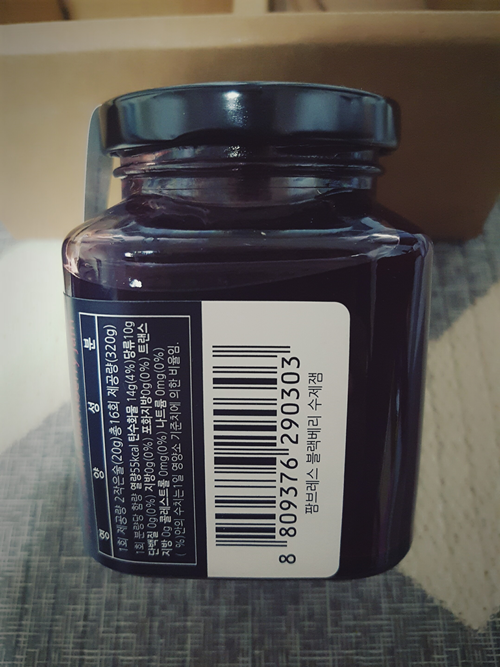 영 양 성 분
1회 제공량 2작은술(20g)총16회 제공량(320g)
1회 분량당 함량 열량55kcal 탄수화물 14g(4%) 당류10g
단백질 0g(0%) 지방0g(0%) 포화지방0g(0%) 트랜스
지방 0g 콜레스트롤 0mg(0%) 나트륨 0mg(0%)
( %)안의 수치는 1일 영양소 기준치에 의한 비율임.
8 809376 290303
팜브레스 블랙베리 수제잼